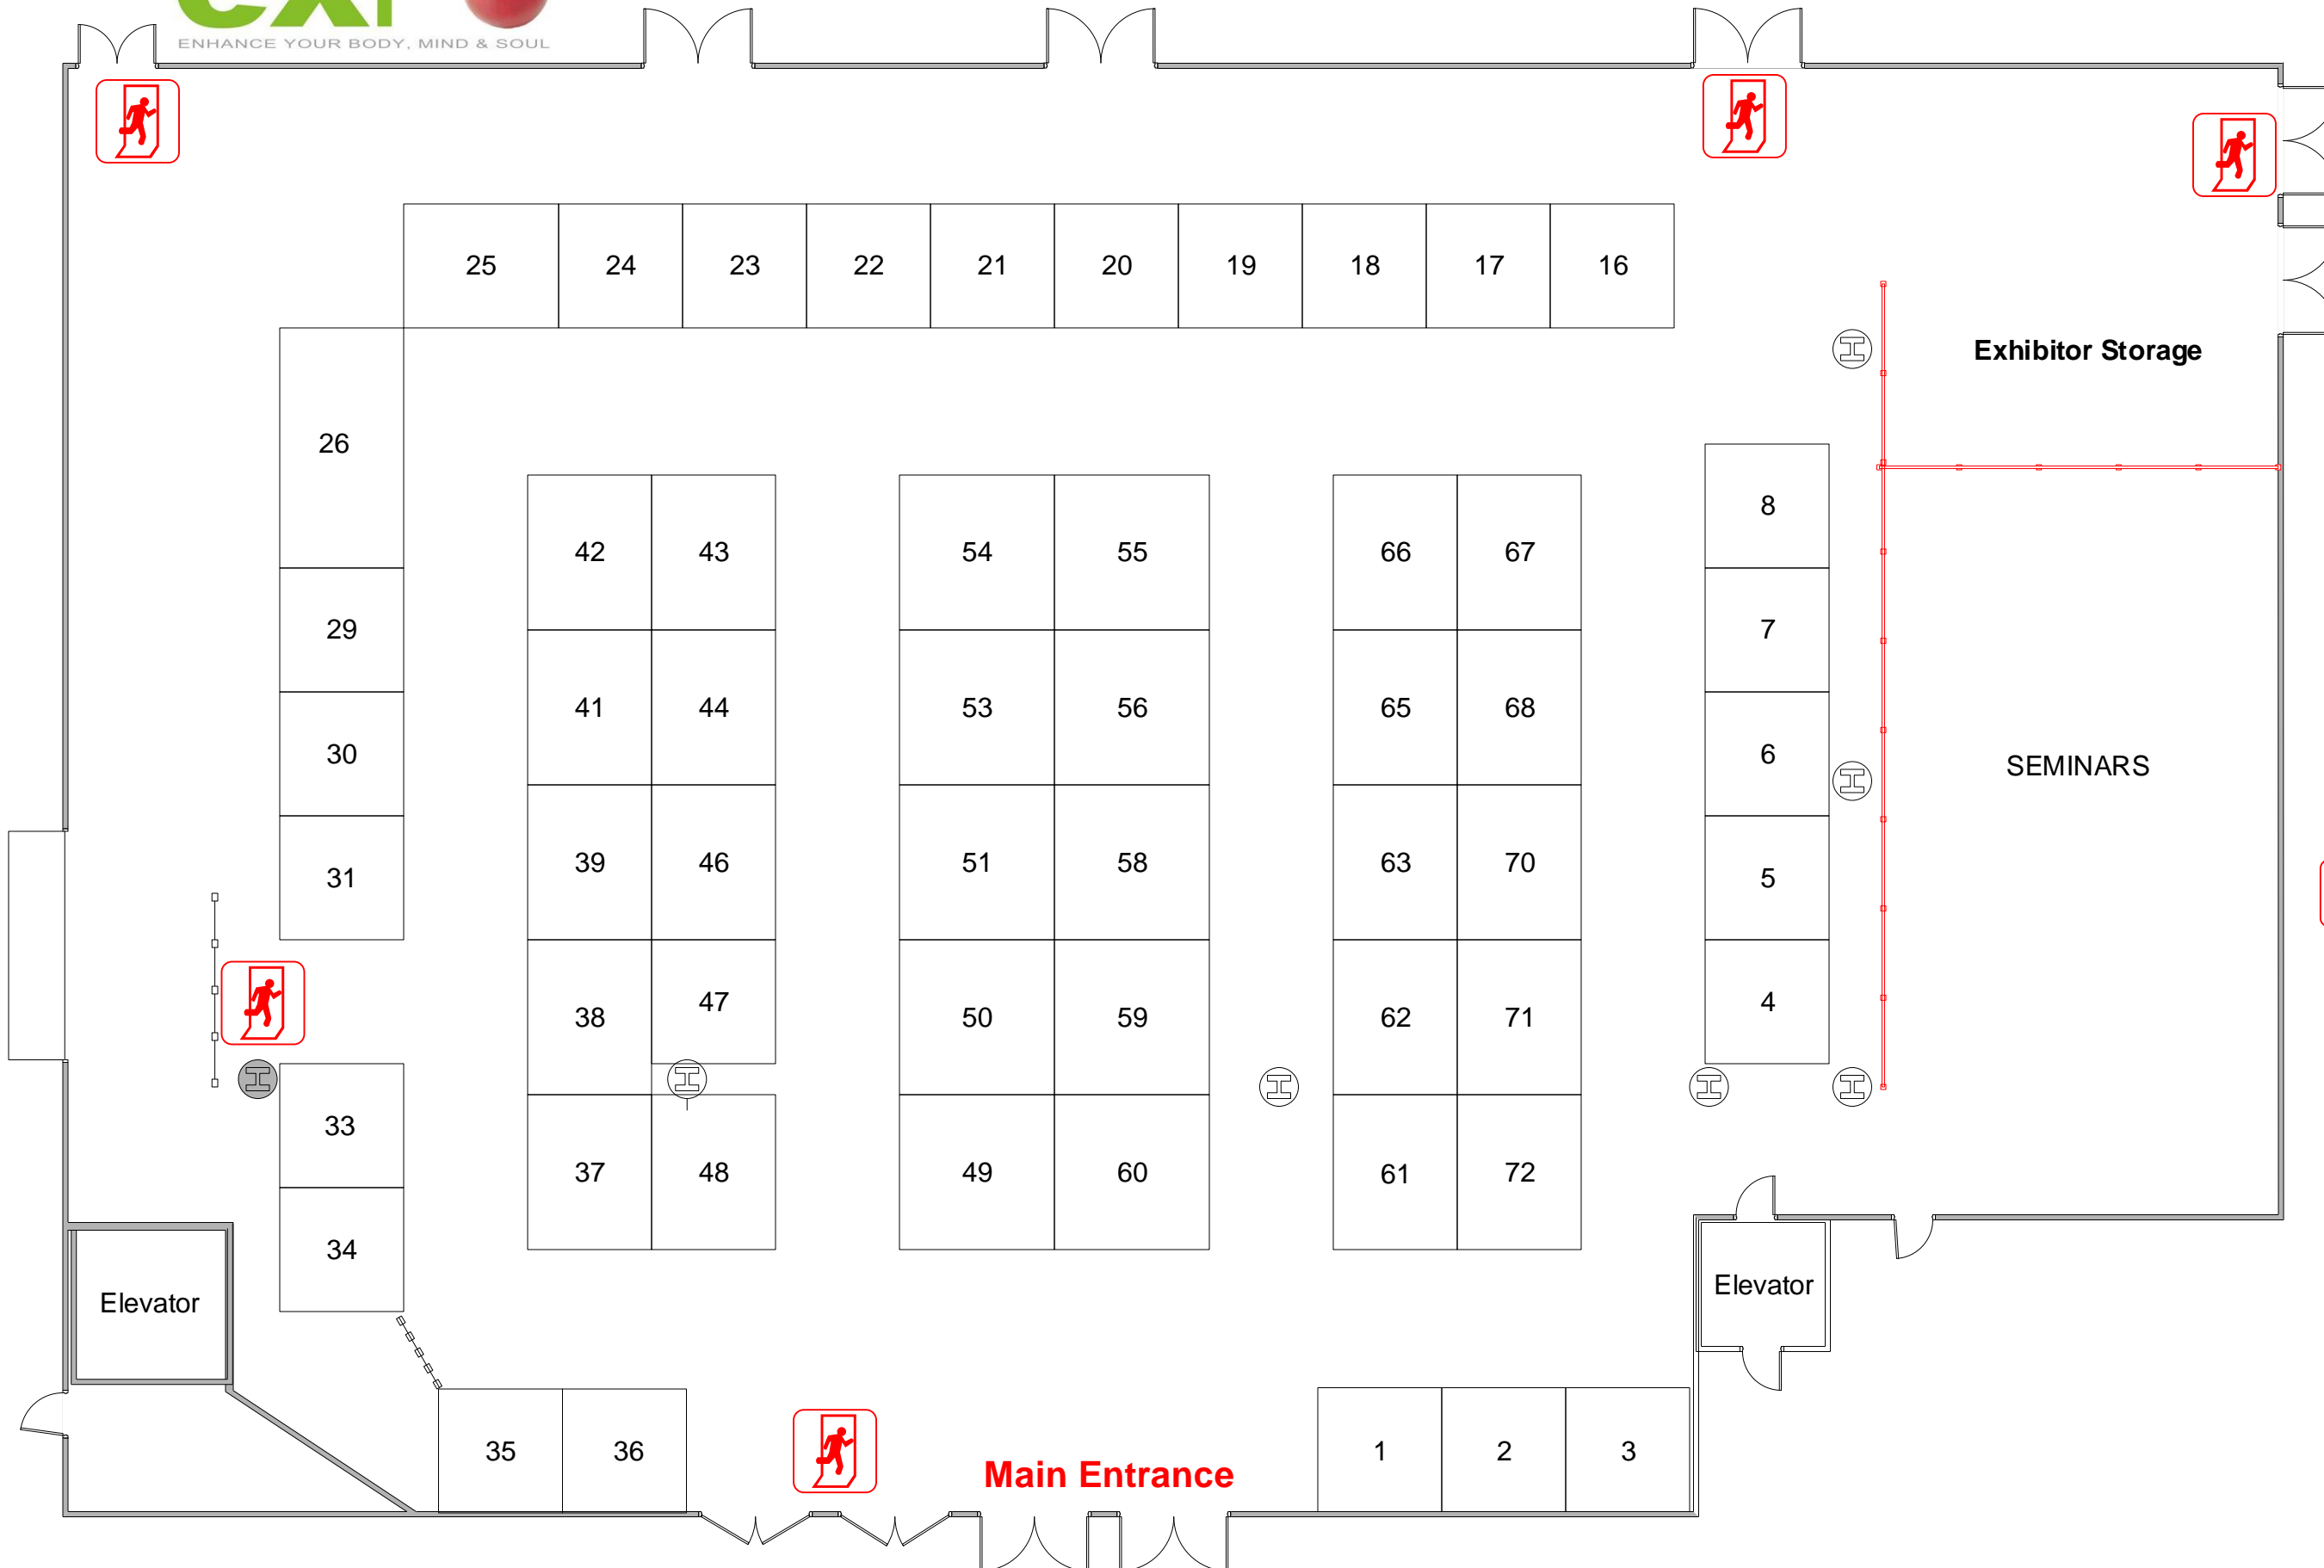 ENHANCE YOUR BODY, MIND & SOUL
25 24 23 22 21 20 19 18 17 16
Exhibitor Storage
26
8
42 43 54 55 66 67
29 7
41 44 53 56 65 68
30 6 SEMINARS
39 46 51 58 63 70
31 5
47 4
38 50 59 62 71
33
37 48 49 60 61 72
34
Elevator
Elevator
35 36 1 2 3
Main Entrance